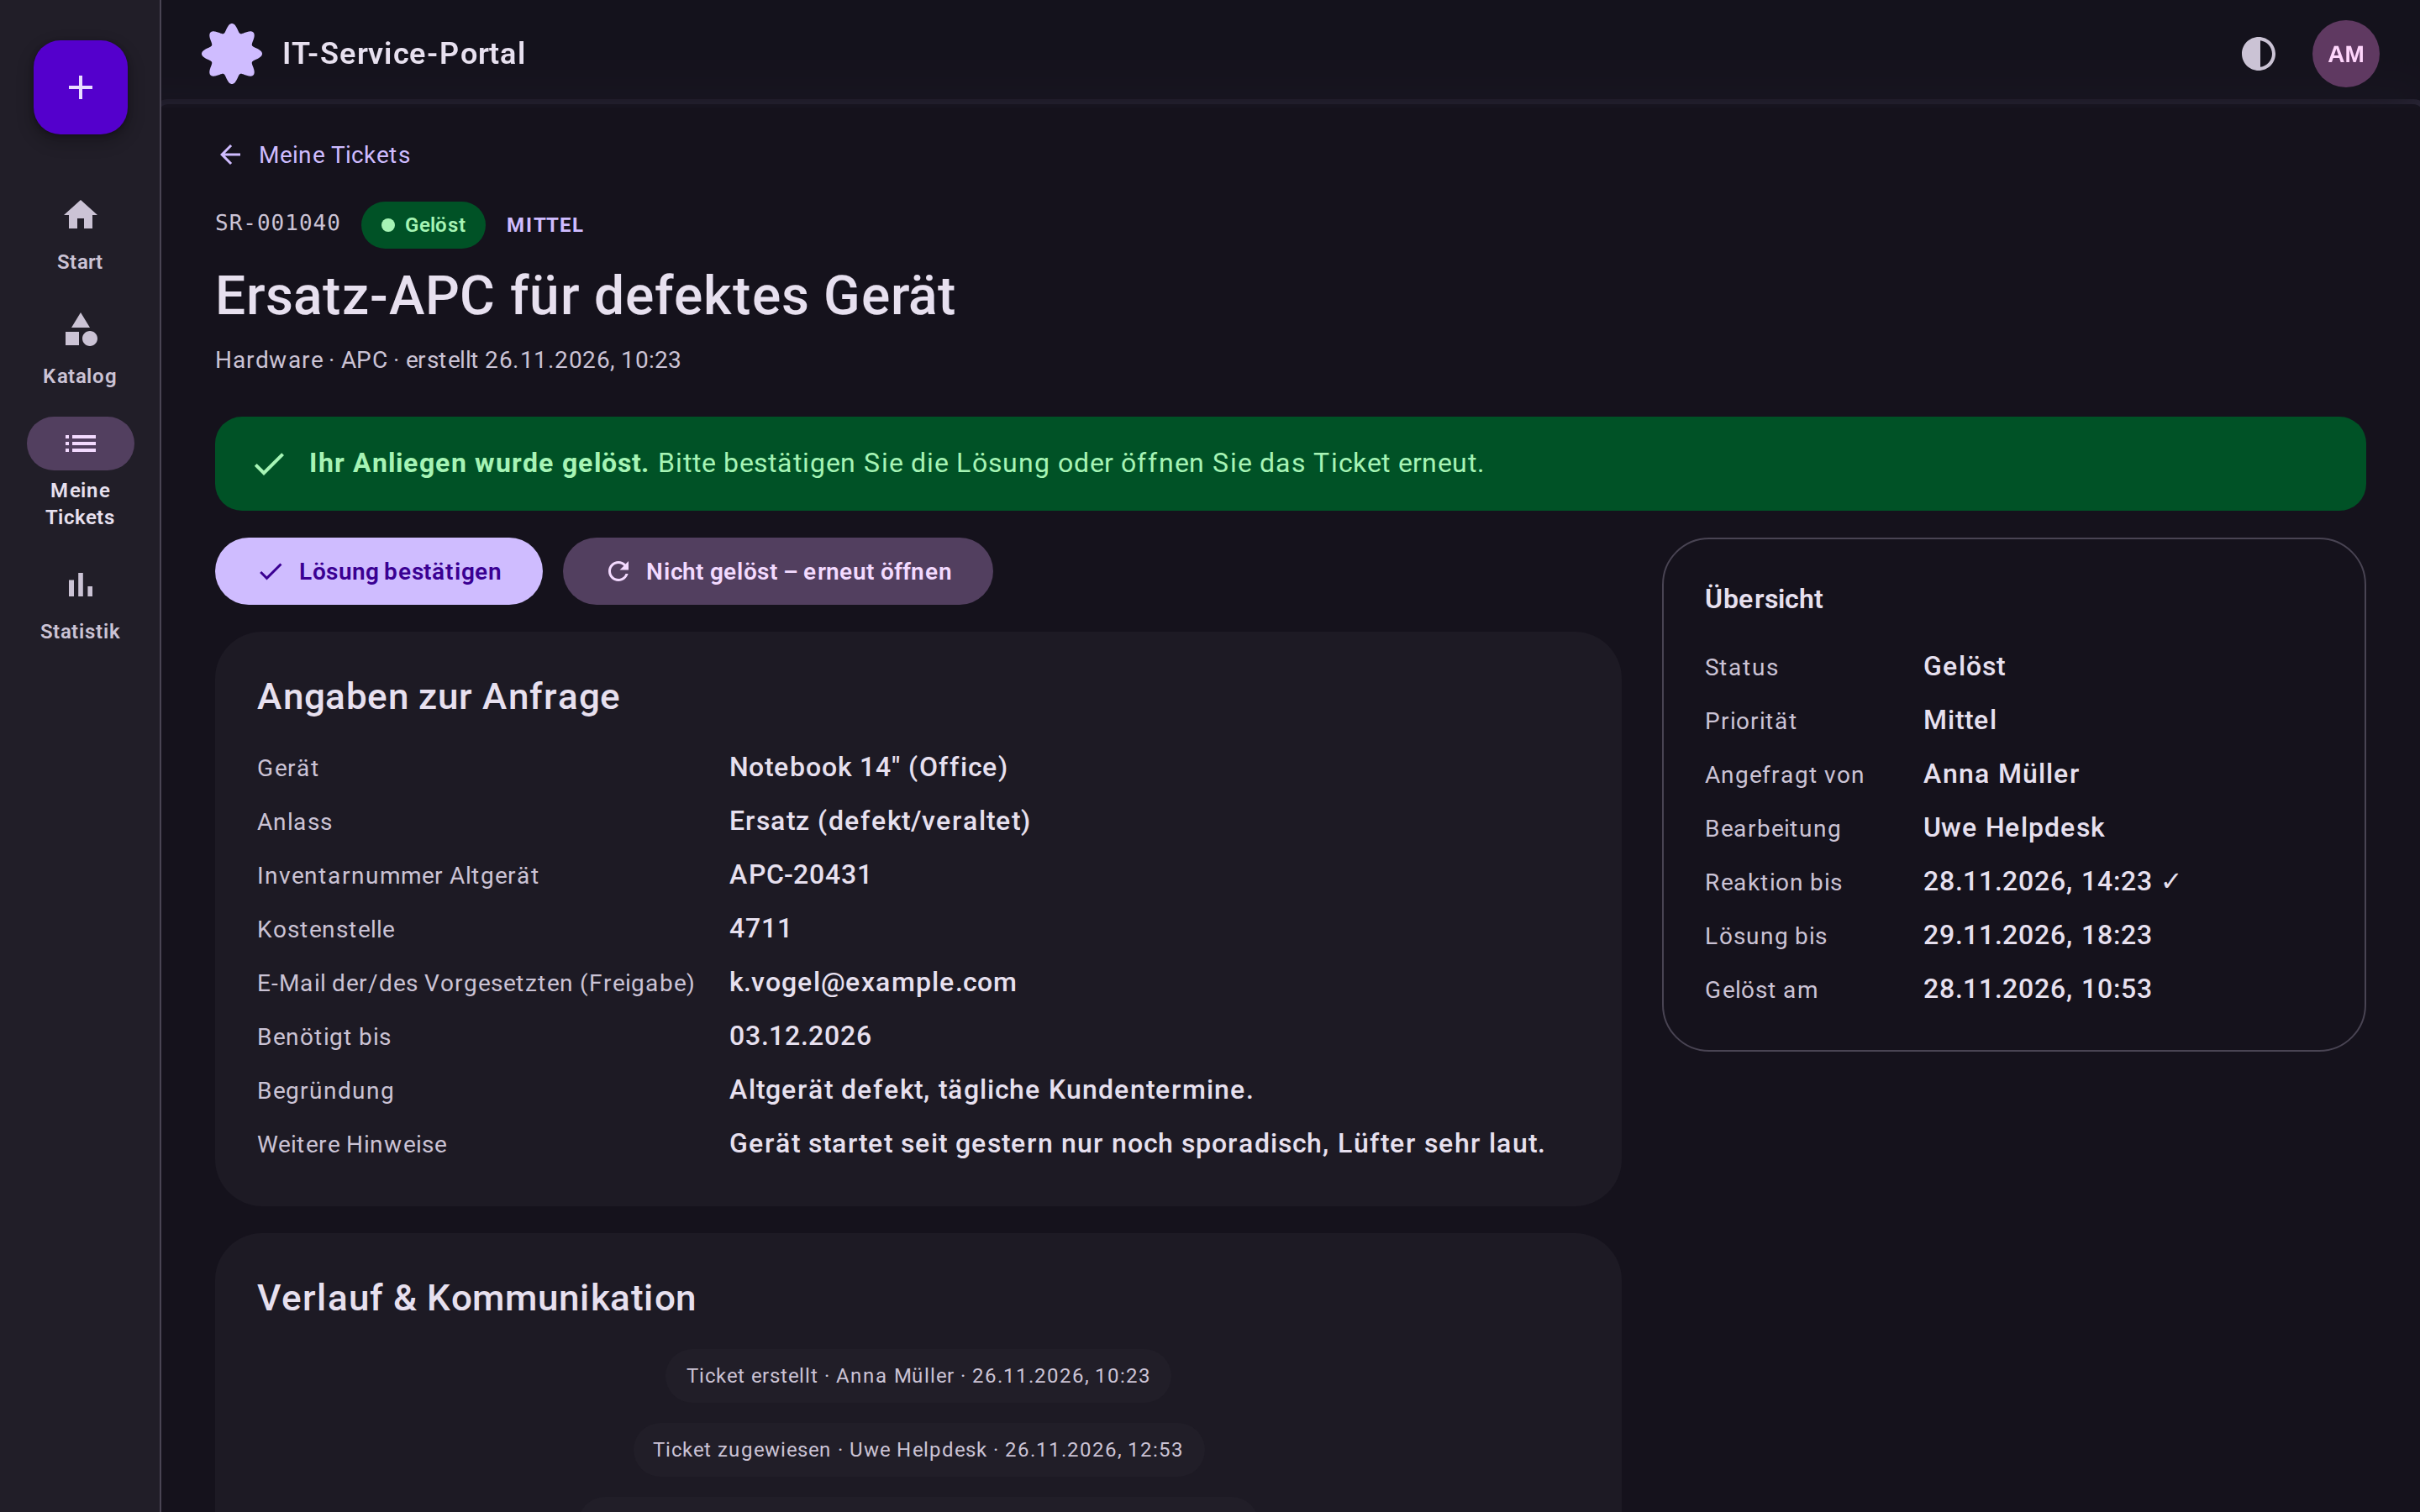 IT-Service-Portal
AM
Start
Katalog
Meine
Tickets
Statistik
Meine Tickets
SR-001040
Gelöst
MITTEL
Ersatz-APC für defektes Gerät
Hardware · APC · erstellt 26.11.2026, 10:23
Ihr Anliegen wurde gelöst. Bitte bestätigen Sie die Lösung oder öffnen Sie das Ticket erneut.
Lösung bestätigen
Nicht gelöst – erneut öffnen
Angaben zur Anfrage
Gerät Notebook 14" (Office)
Anlass Ersatz (defekt/veraltet)
Inventarnummer Altgerät APC-20431
Kostenstelle 4711
E-Mail der/des Vorgesetzten (Freigabe) k.vogel@example.com
Benötigt bis 03.12.2026
Begründung Altgerät defekt, tägliche Kundentermine.
Weitere Hinweise Gerät startet seit gestern nur noch sporadisch, Lüfter sehr laut.
Übersicht
Status Gelöst
Priorität Mittel
Angefragt von Anna Müller
Bearbeitung Uwe Helpdesk
Reaktion bis 28.11.2026, 14:23 ✓
Lösung bis 29.11.2026, 18:23
Gelöst am 28.11.2026, 10:53
Verlauf & Kommunikation
Ticket erstellt · Anna Müller · 26.11.2026, 10:23
Ticket zugewiesen · Uwe Helpdesk · 26.11.2026, 12:53